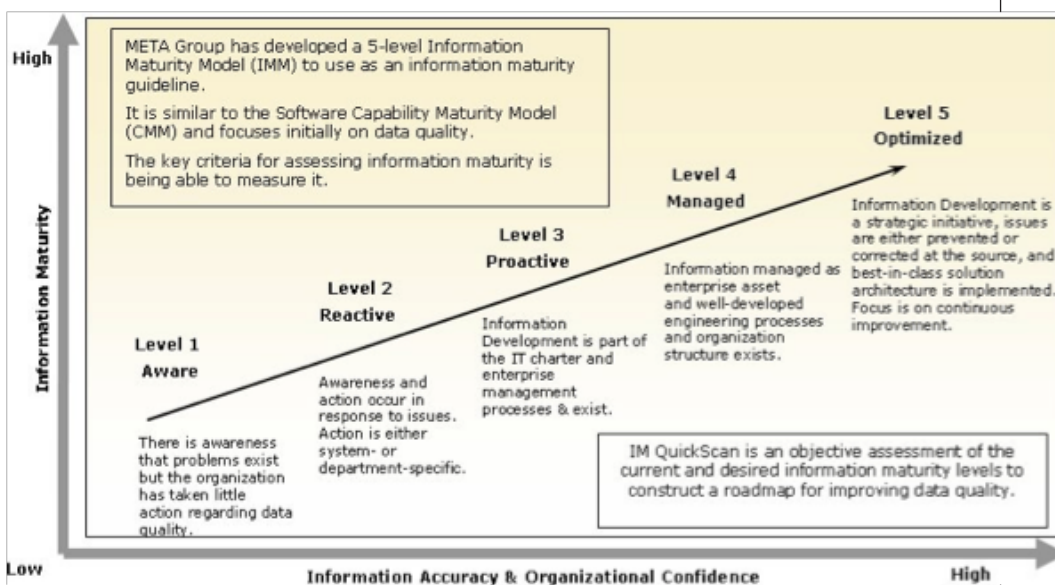 High
META Group has developed a 5-level Information
Maturity Model (IMM) to use as an information maturity
guideline.
It is similar to the Software Capability Maturity Model
(CMM) and focuses initially on data quality.
The key criteria for assessing information maturity is
being able to measure it.
Level 5
Optimized
Information Development is
a strategic initiative, issues
are either prevented or
corrected at the source, and
best-in-class solution
architecture is implemented.
Focus is on continuous
improvement.
Level 4
Managed
Information managed as
enterprise asset
and well-developed
engineering processes
and organization
structure exists.
Level 3
Proactive
Information
Development is part of
the IT charter and
enterprise
management
processes & exist.
Level 2
Reactive
Awareness and
action occur in
response to issues.
Action is either
system- or
department-specific.
Level 1
Aware
There is awareness
that problems exist
but the organization
has taken little
action regarding data
quality.
IM QuickScan is an objective assessment of the
current and desired information maturity levels to
construct a roadmap for improving data quality.
Information Maturity
Low
Information Accuracy & Organizational Confidence
High